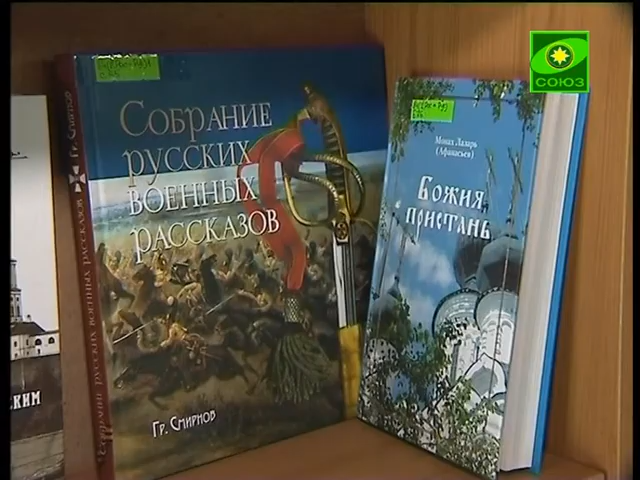 СОБРАНИЕ
РУССКИХ
ВОЕННЫХ
РАССКАЗОВ
ГР. СМИРНОВ
ГР. СМИРНОВ
СОБРАНИЕ РУССКИХ ВОЕННЫХ РАССКАЗОВ
Монах Лазарь
(Афанасьев)
Божия
пристань
СОЮЗ